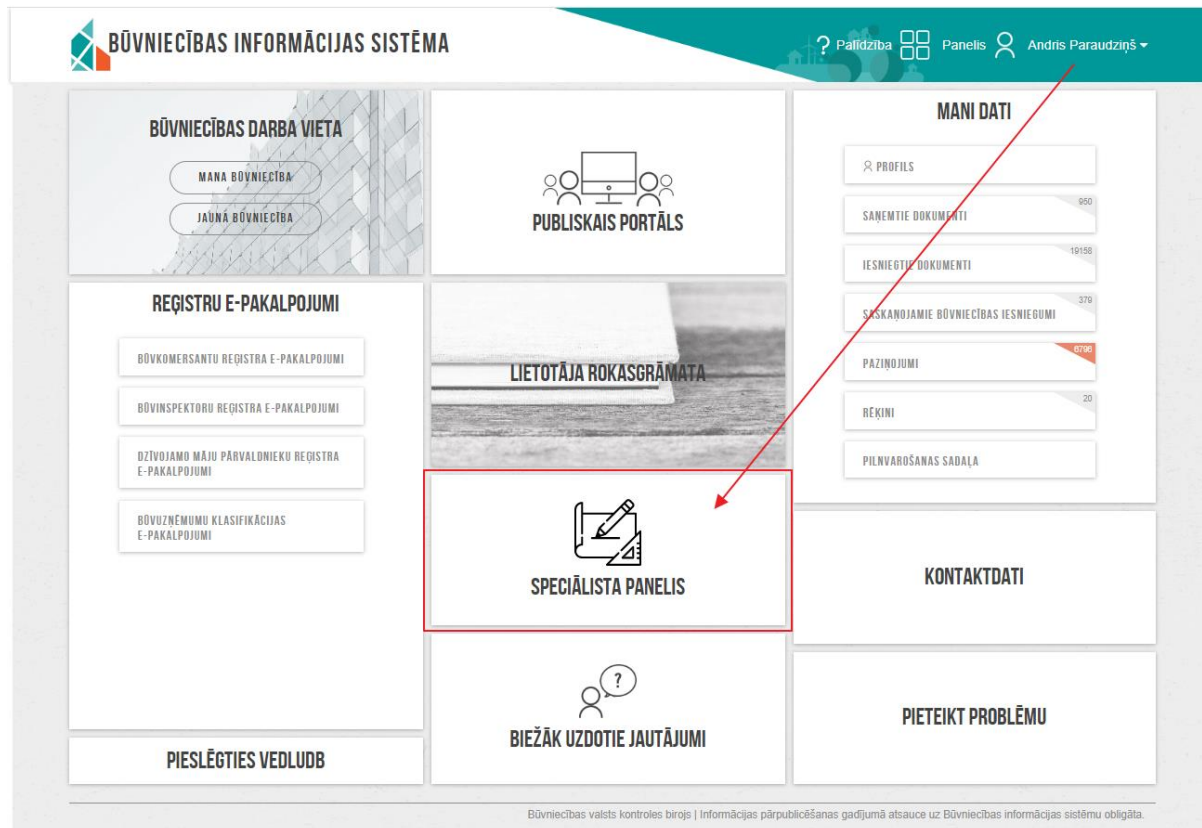 BŪVNIECĪBAS INFORMĀCIJAS SISTĒMA
? Palīdzība Panelis Andris Paraudziņš
BŪVNIECĪBAS DARBA VIETA
MANA BŪVNIECĪBA
JAUNA BŪVNIECĪBA
PUBLISKAIS PORTĀLS
MANI DATI
PROFILS
SAŅEMTIE DOKUMENTI
950
IESNIEGTIE DOKUMENTI
19158
SASKAŅOJAMIE BŪVNIECĪBAS IESNIEGUMI
379
PAZIŅOJUMI
6796
RĒĶINI
20
PILNVAROŠANAS SADAĻA
REĢISTRU E-PAKALPOJUMI
BŪVKOMERSANTU REĢISTRA E-PAKALPOJUMI
BŪVINSPEKTORU REĢISTRA E-PAKALPOJUMI
DZĪVOJAMO MĀJU PĀRVALDNIEKU REĢISTRA
E-PAKALPOJUMI
BŪVUZŅĒMUMU KLASIFIKĀCIJAS
E-PAKALPOJUMI
LIETOTĀJA ROKASGRĀMATA
SPECIĀLISTA PANELIS
KONTAKTDATI
?
BIEŽĀK UZDOTIE JAUTĀJUMI
PIETEIKT PROBLĒMU
PIESLĒGTIES VEDLUDB
Būvniecības valsts kontroles birojs | Informācijas pārpublicēšanas gadījumā atsauce uz Būvniecības informācijas sistēmu obligāta.